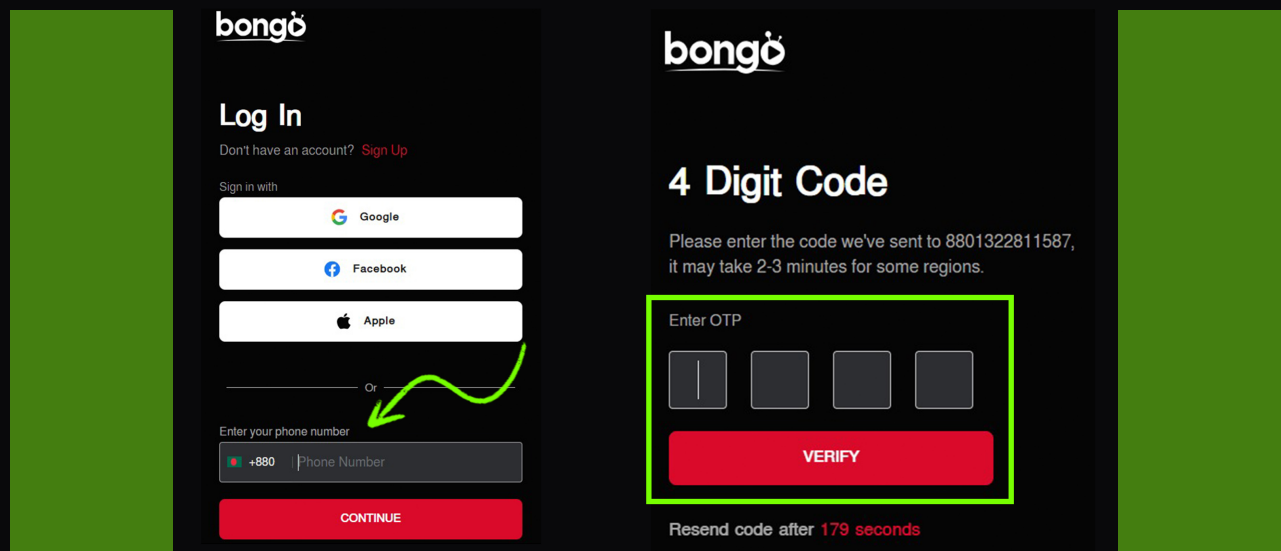 bongo
Log In
Don't have an account? Sign Up
Sign in with
Google
Facebook
Apple
Or
Enter your phone number
+880 Phone Number
CONTINUE
bongo
4 Digit Code
Please enter the code we've sent to 8801322811587,
it may take 2-3 minutes for some regions.
Enter OTP
VERIFY
Resend code after 179 seconds